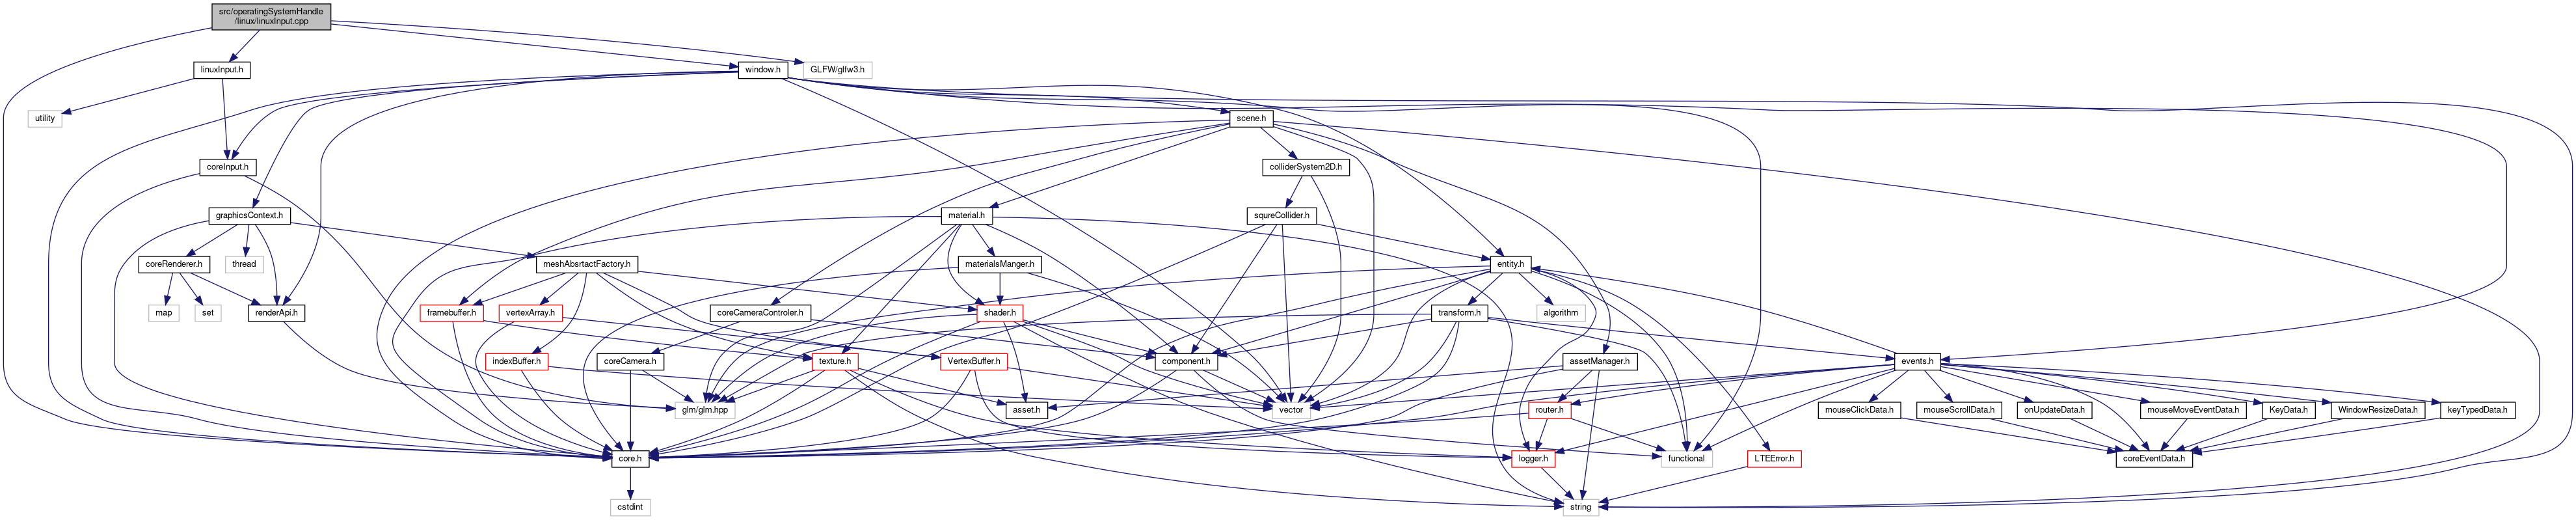 src/operatingSystemHandle
/linux/linuxInput.cpp
linuxInput.h
window.h
GLFW/glfw3.h
utility
scene.h
coreInput.h
colliderSystem2D.h
graphicsContext.h
material.h
squreCollider.h
coreRenderer.h
thread
meshAbsrtactFactory.h
materialsManger.h
entity.h
map
set
renderApi.h
framebuffer.h
vertexArray.h
coreCameraControler.h
shader.h
transform.h
algorithm
indexBuffer.h
coreCamera.h
texture.h
VertexBuffer.h
component.h
assetManager.h
events.h
glm/glm.hpp
asset.h
vector
router.h
mouseClickData.h
mouseScrollData.h
onUpdateData.h
mouseMoveEventData.h
KeyData.h
WindowResizeData.h
keyTypedData.h
core.h
logger.h
functional
LTEError.h
coreEventData.h
cstdint
string